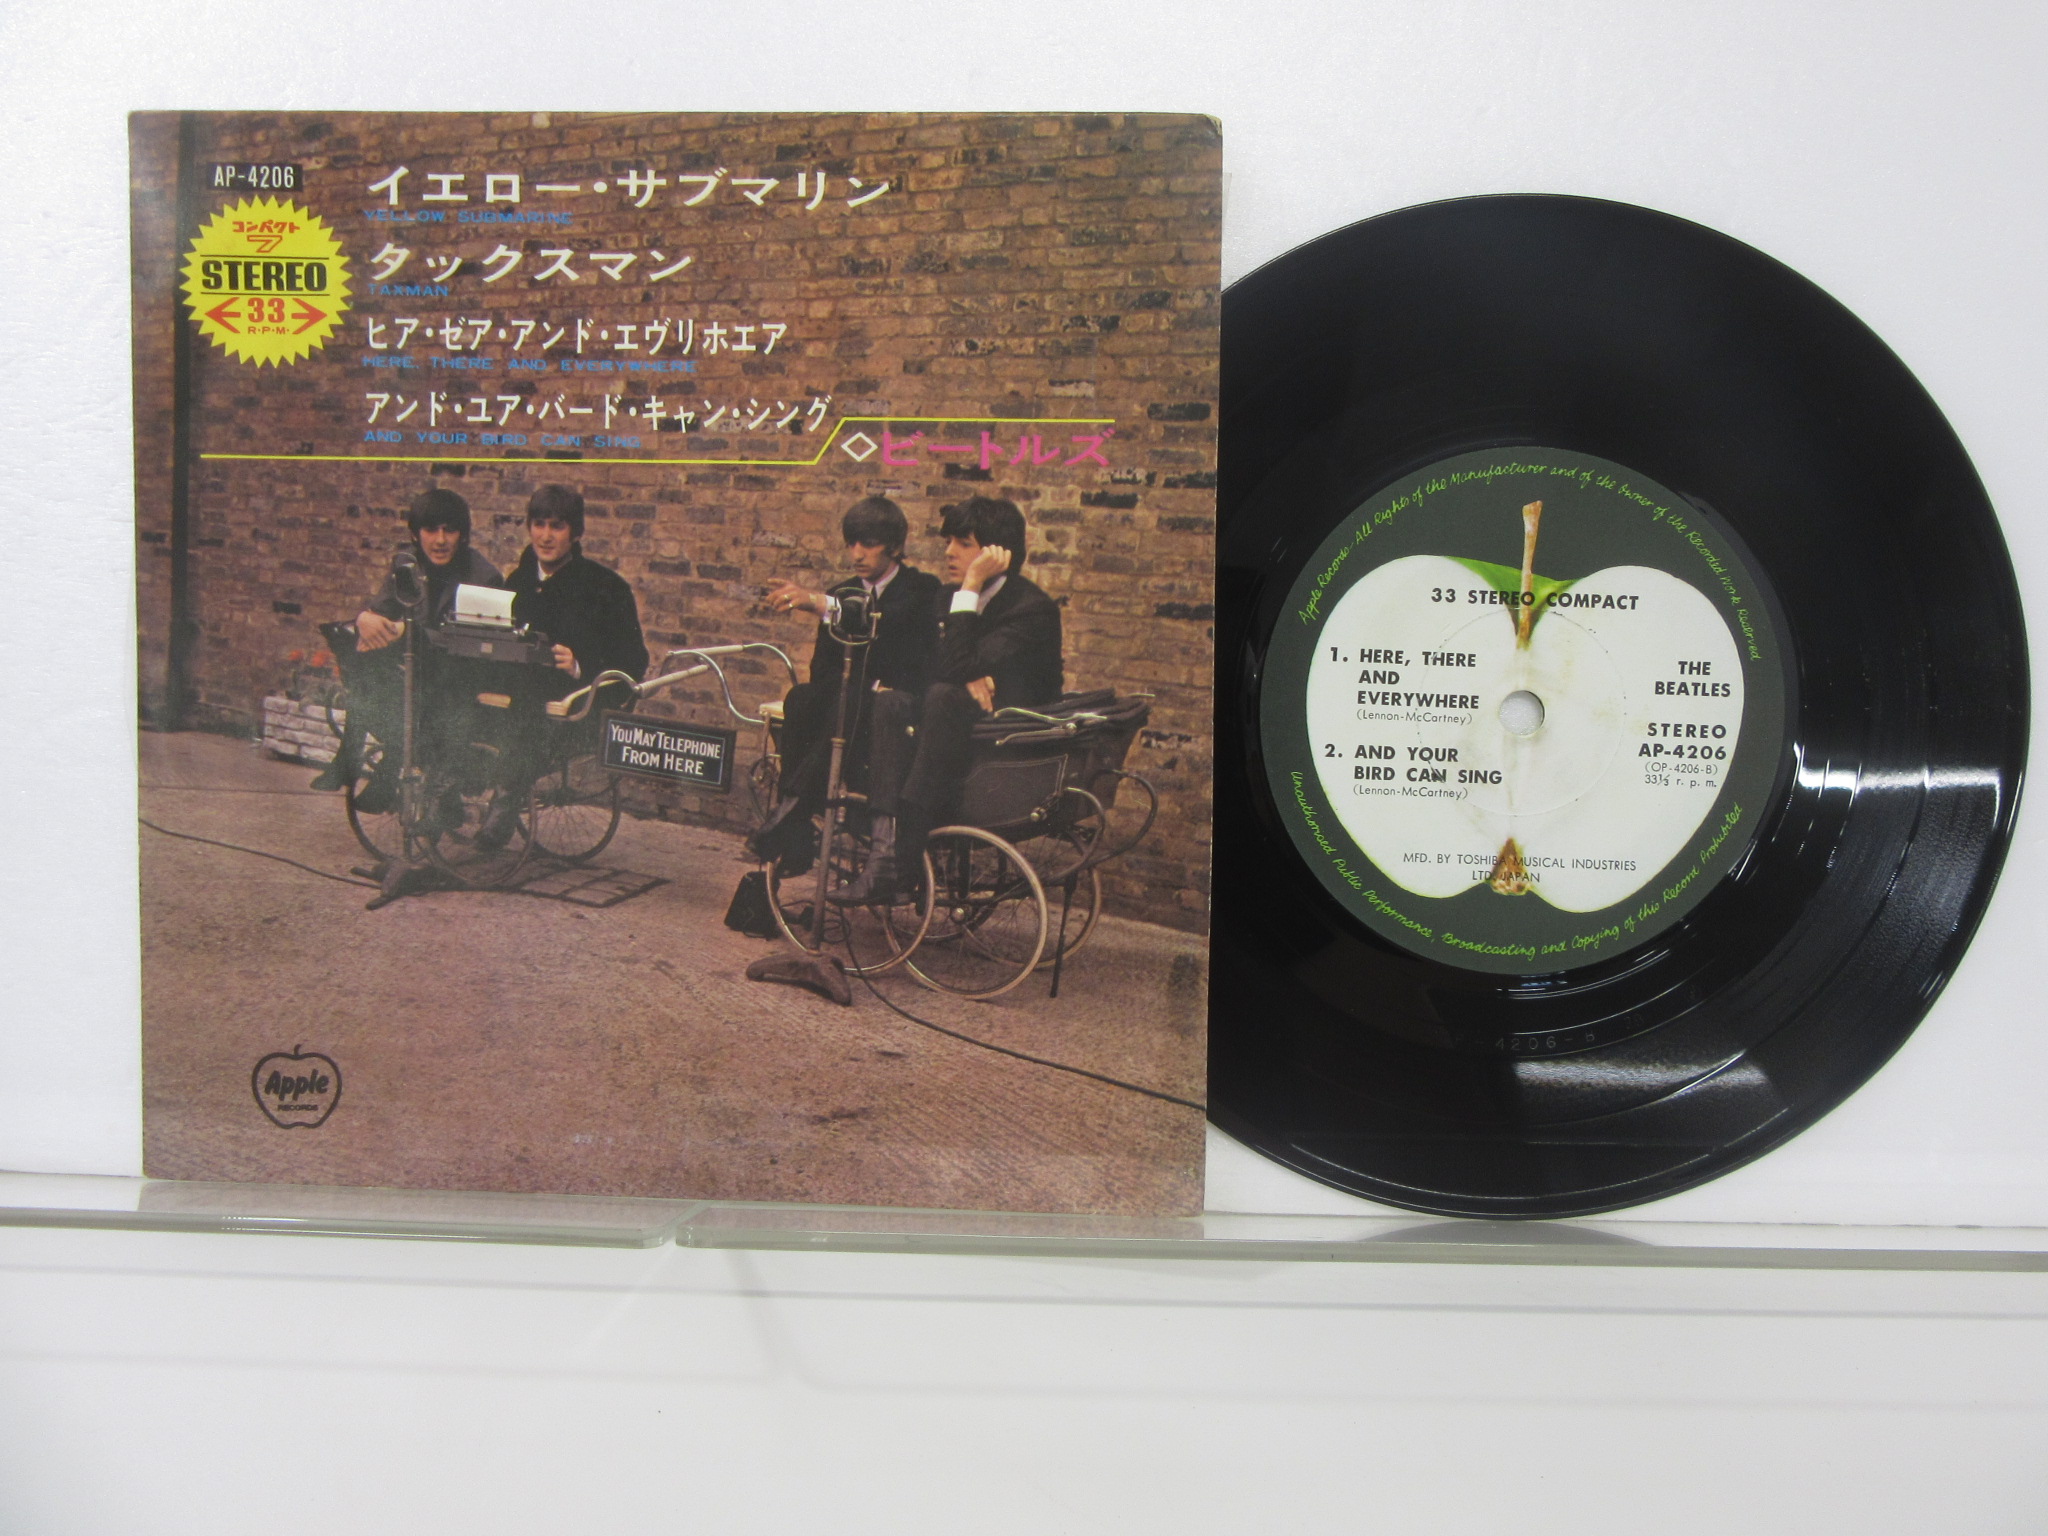 AP-4206
コンパクト
7
STEREO
33
R·P·M·
イエロー・サブマリン
YELLOW SUBMARINE
タックスマン
TAXMAN
ヒア・ゼア・アンド・エヴリホエア
HERE, THERE AND EVERYWHERE
アンド・ユア・バード・キャン・シング
AND YOUR BIRD CAN SING
ビートルズ
YOU MAY TELEPHONE
FROM HERE
Apple
RECORDS
Apple Records - All Rights of the Manufacturer and of the Owner of the Recorded Work Reserved
33 STEREO COMPACT
1. HERE, THERE
AND
EVERYWHERE
(Lennon-McCartney)
2. AND YOUR
BIRD CAN SING
(Lennon-McCartney)
THE
BEATLES
STEREO
AP-4206
(OP-4206-B)
33⅓ r. p. m.
MFD. BY TOSHIBA MUSICAL INDUSTRIES
LTD. JAPAN
Unauthorised Public Performance, Broadcasting and Copying of this Record Prohibited
4206-B